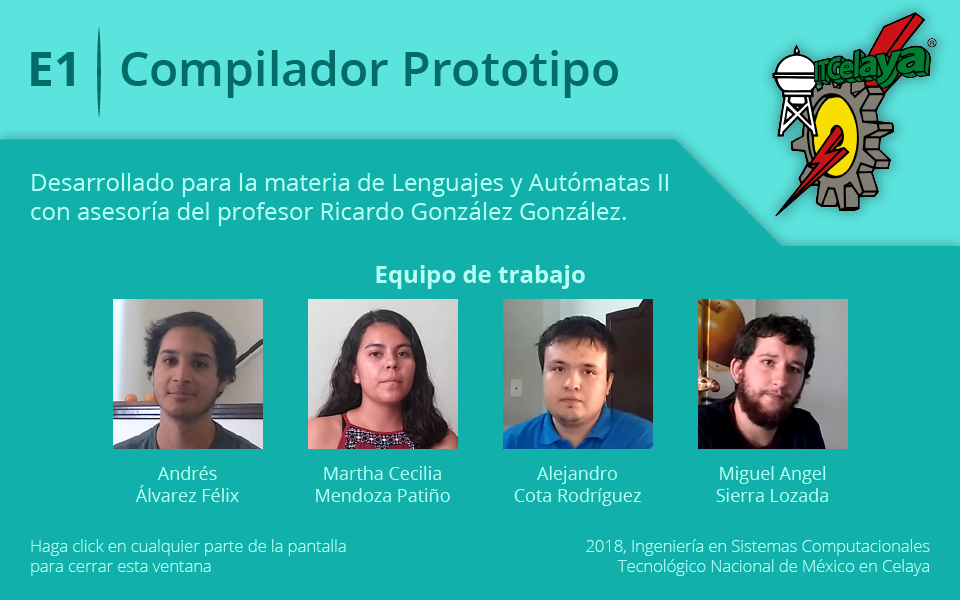 E1 | Compilador Prototipo
ITCelaya®
Desarrollado para la materia de Lenguajes y Autómatas II
con asesoría del profesor Ricardo González González.
Equipo de trabajo
Andrés
Álvarez Félix
Martha Cecilia
Mendoza Patiño
Alejandro
Cota Rodríguez
Miguel Angel
Sierra Lozada
Haga click en cualquier parte de la pantalla
para cerrar esta ventana
2018, Ingeniería en Sistemas Computacionales
Tecnológico Nacional de México en Celaya